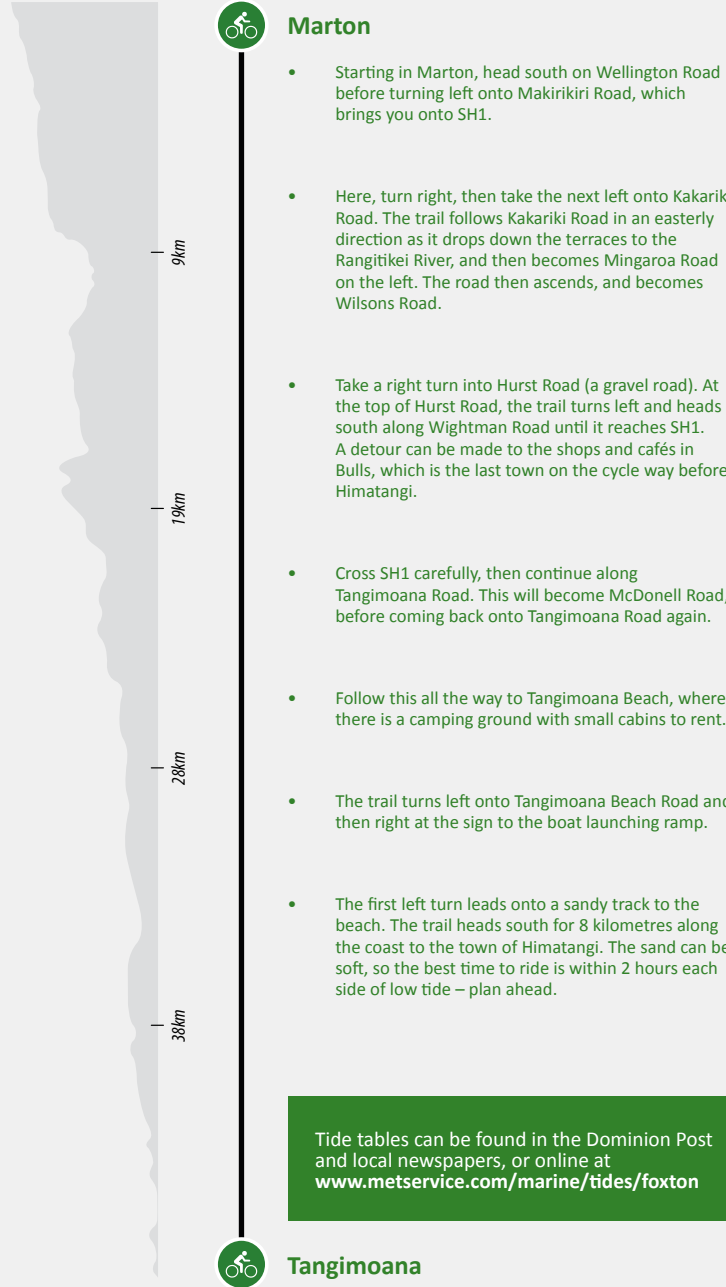 Marton
• Starting in Marton, head south on Wellington Road
before turning left onto Makirikiri Road, which
brings you onto SH1.
• Here, turn right, then take the next left onto Kakarik
Road. The trail follows Kakariki Road in an easterly
direction as it drops down the terraces to the
Rangitikei River, and then becomes Mingaroa Road
on the left. The road then ascends, and becomes
Wilsons Road.
9km
• Take a right turn into Hurst Road (a gravel road). At
the top of Hurst Road, the trail turns left and heads
south along Wightman Road until it reaches SH1.
A detour can be made to the shops and cafés in
Bulls, which is the last town on the cycle way before
Himatangi.
19km
• Cross SH1 carefully, then continue along
Tangimoana Road. This will become McDonell Road,
before coming back onto Tangimoana Road again.
• Follow this all the way to Tangimoana Beach, where
there is a camping ground with small cabins to rent.
28km
• The trail turns left onto Tangimoana Beach Road and
then right at the sign to the boat launching ramp.
• The first left turn leads onto a sandy track to the
beach. The trail heads south for 8 kilometres along
the coast to the town of Himatangi. The sand can be
soft, so the best time to ride is within 2 hours each
side of low tide – plan ahead.
38km
Tide tables can be found in the Dominion Post
and local newspapers, or online at
www.metservice.com/marine/tides/foxton
Tangimoana